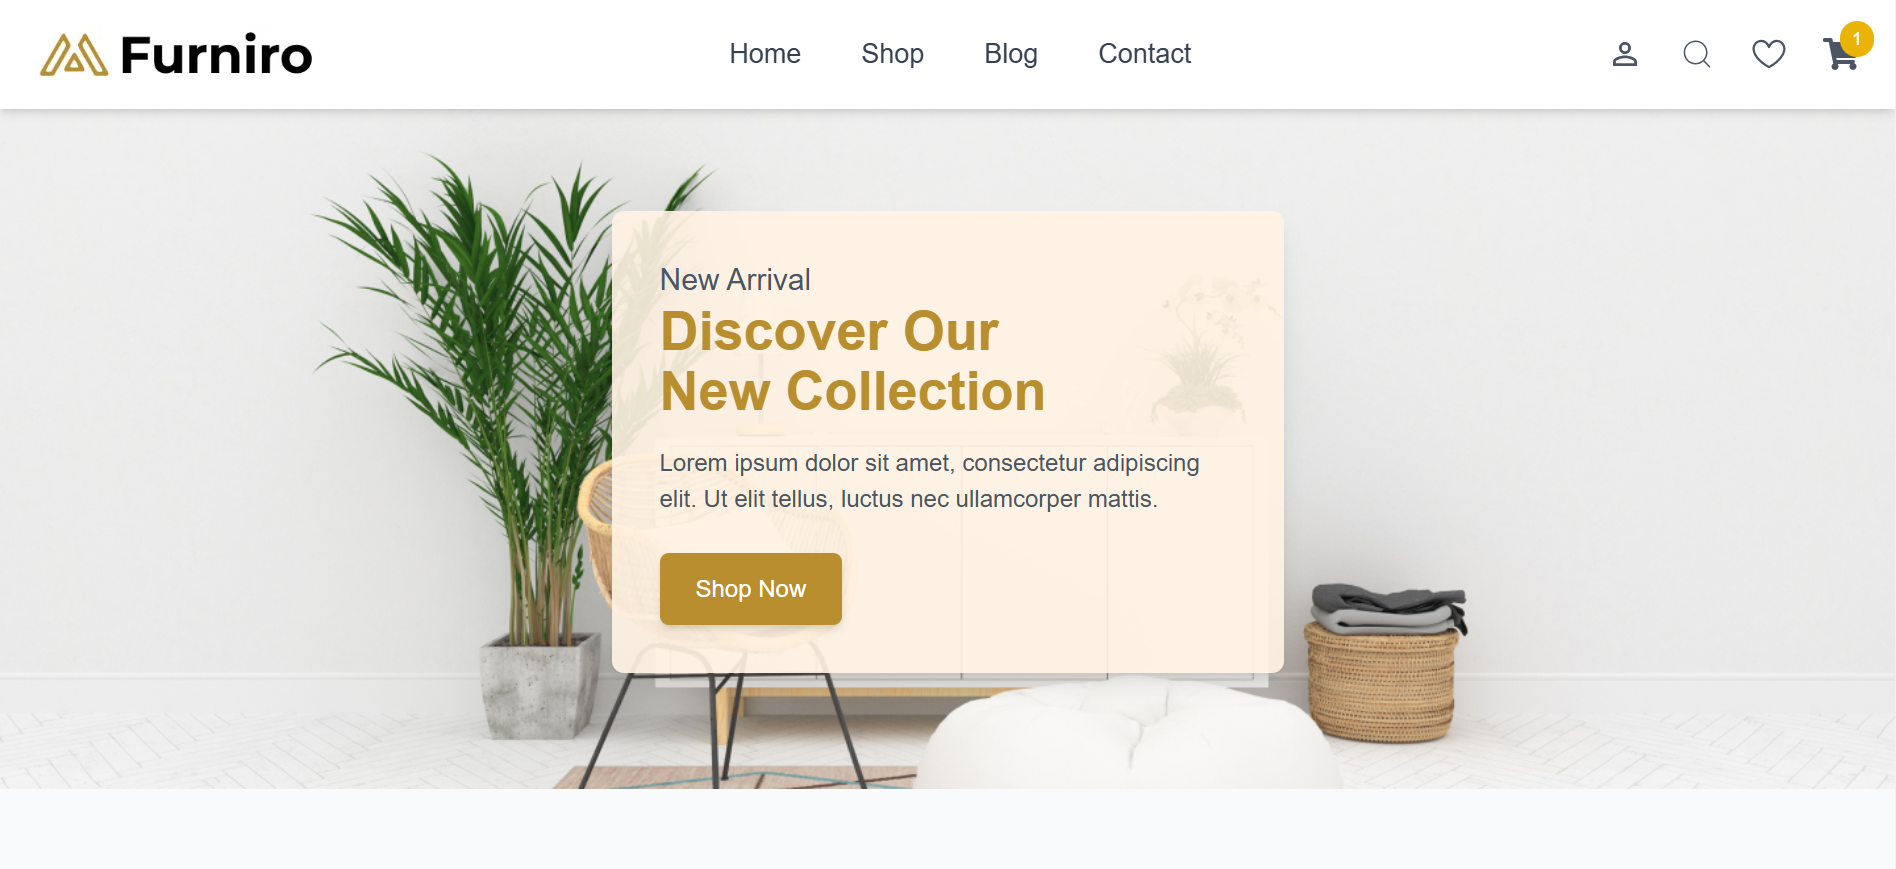 Furniro
Home Shop Blog Contact
1
New Arrival
Discover Our
New Collection
Lorem ipsum dolor sit amet, consectetur adipiscing
elit. Ut elit tellus, luctus nec ullamcorper mattis.
Shop Now